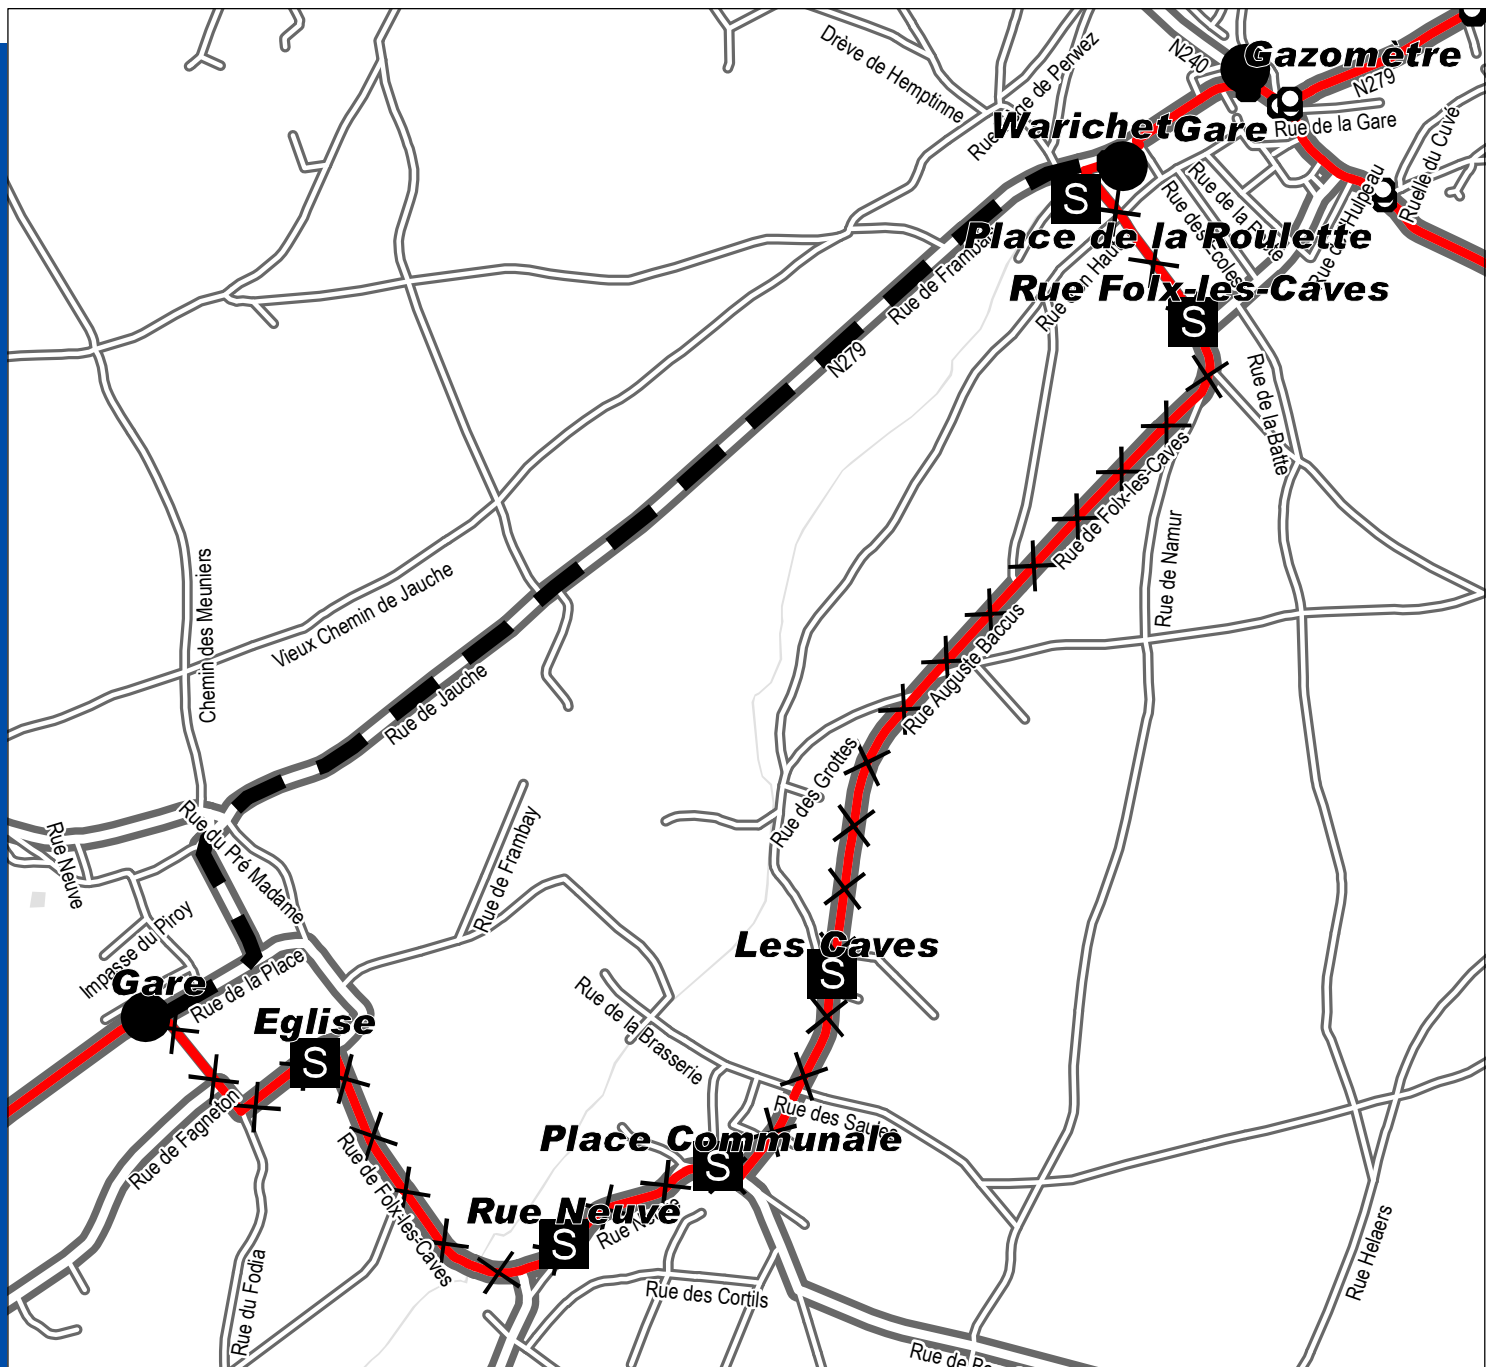 Drève de Hemptinne
N240
Gazomètre
N279
Warichet
Gare
Rue de la Gare
Ruelle du Cuvé
S
Place de la Roulette
Rue Folx-les-Caves
S
Rue de Frambay
N279
Rue de la Batte
Rue de Folx-les-Caves
Rue de Namur
Chemin des Meuniers
Vieux Chemin de Jauche
Rue Auguste Baccus
Rue de Jauche
Rue des Grottes
Rue Neuve
Rue du Pré Madame
Rue de Frambay
Impasse du Piroy
Les Caves
S
Gare
Rue de la Place
Eglise
S
Rue de la Brasserie
Rue des Saules
Rue de Fagneton
Place Communale
S
Rue de Folx-les-Caves
Rue Neuve
S
Rue Neuve
Rue Helaers
Rue du Fodia
Rue des Cortils